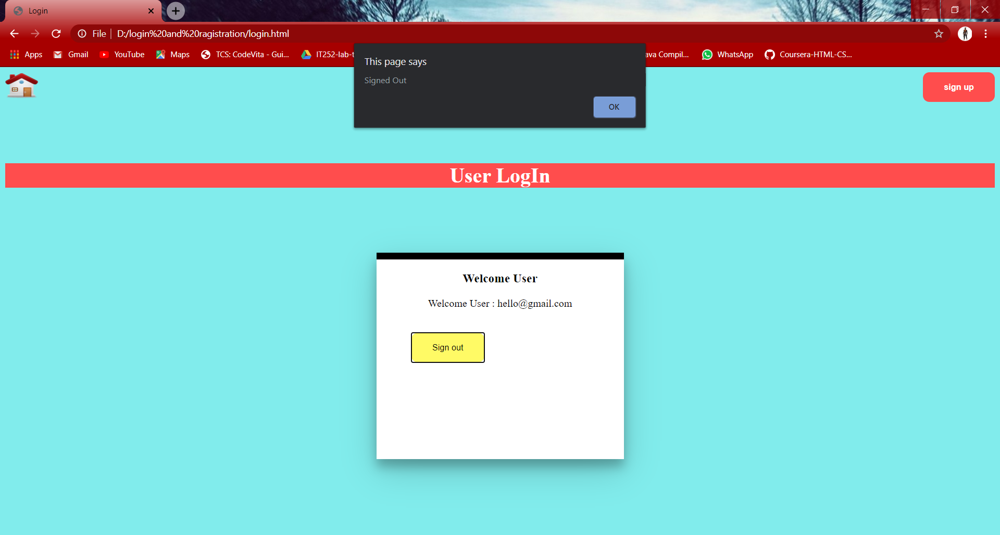 Login
File D:/login%20and%20ragistration/login.html
Apps Gmail YouTube Maps TCS: CodeVita - Gui... IT252-lab-t ava Compil... WhatsApp Coursera-HTML-CS...
This page says
Signed Out
OK
sign up
User LogIn
Welcome User
Welcome User : hello@gmail.com
Sign out